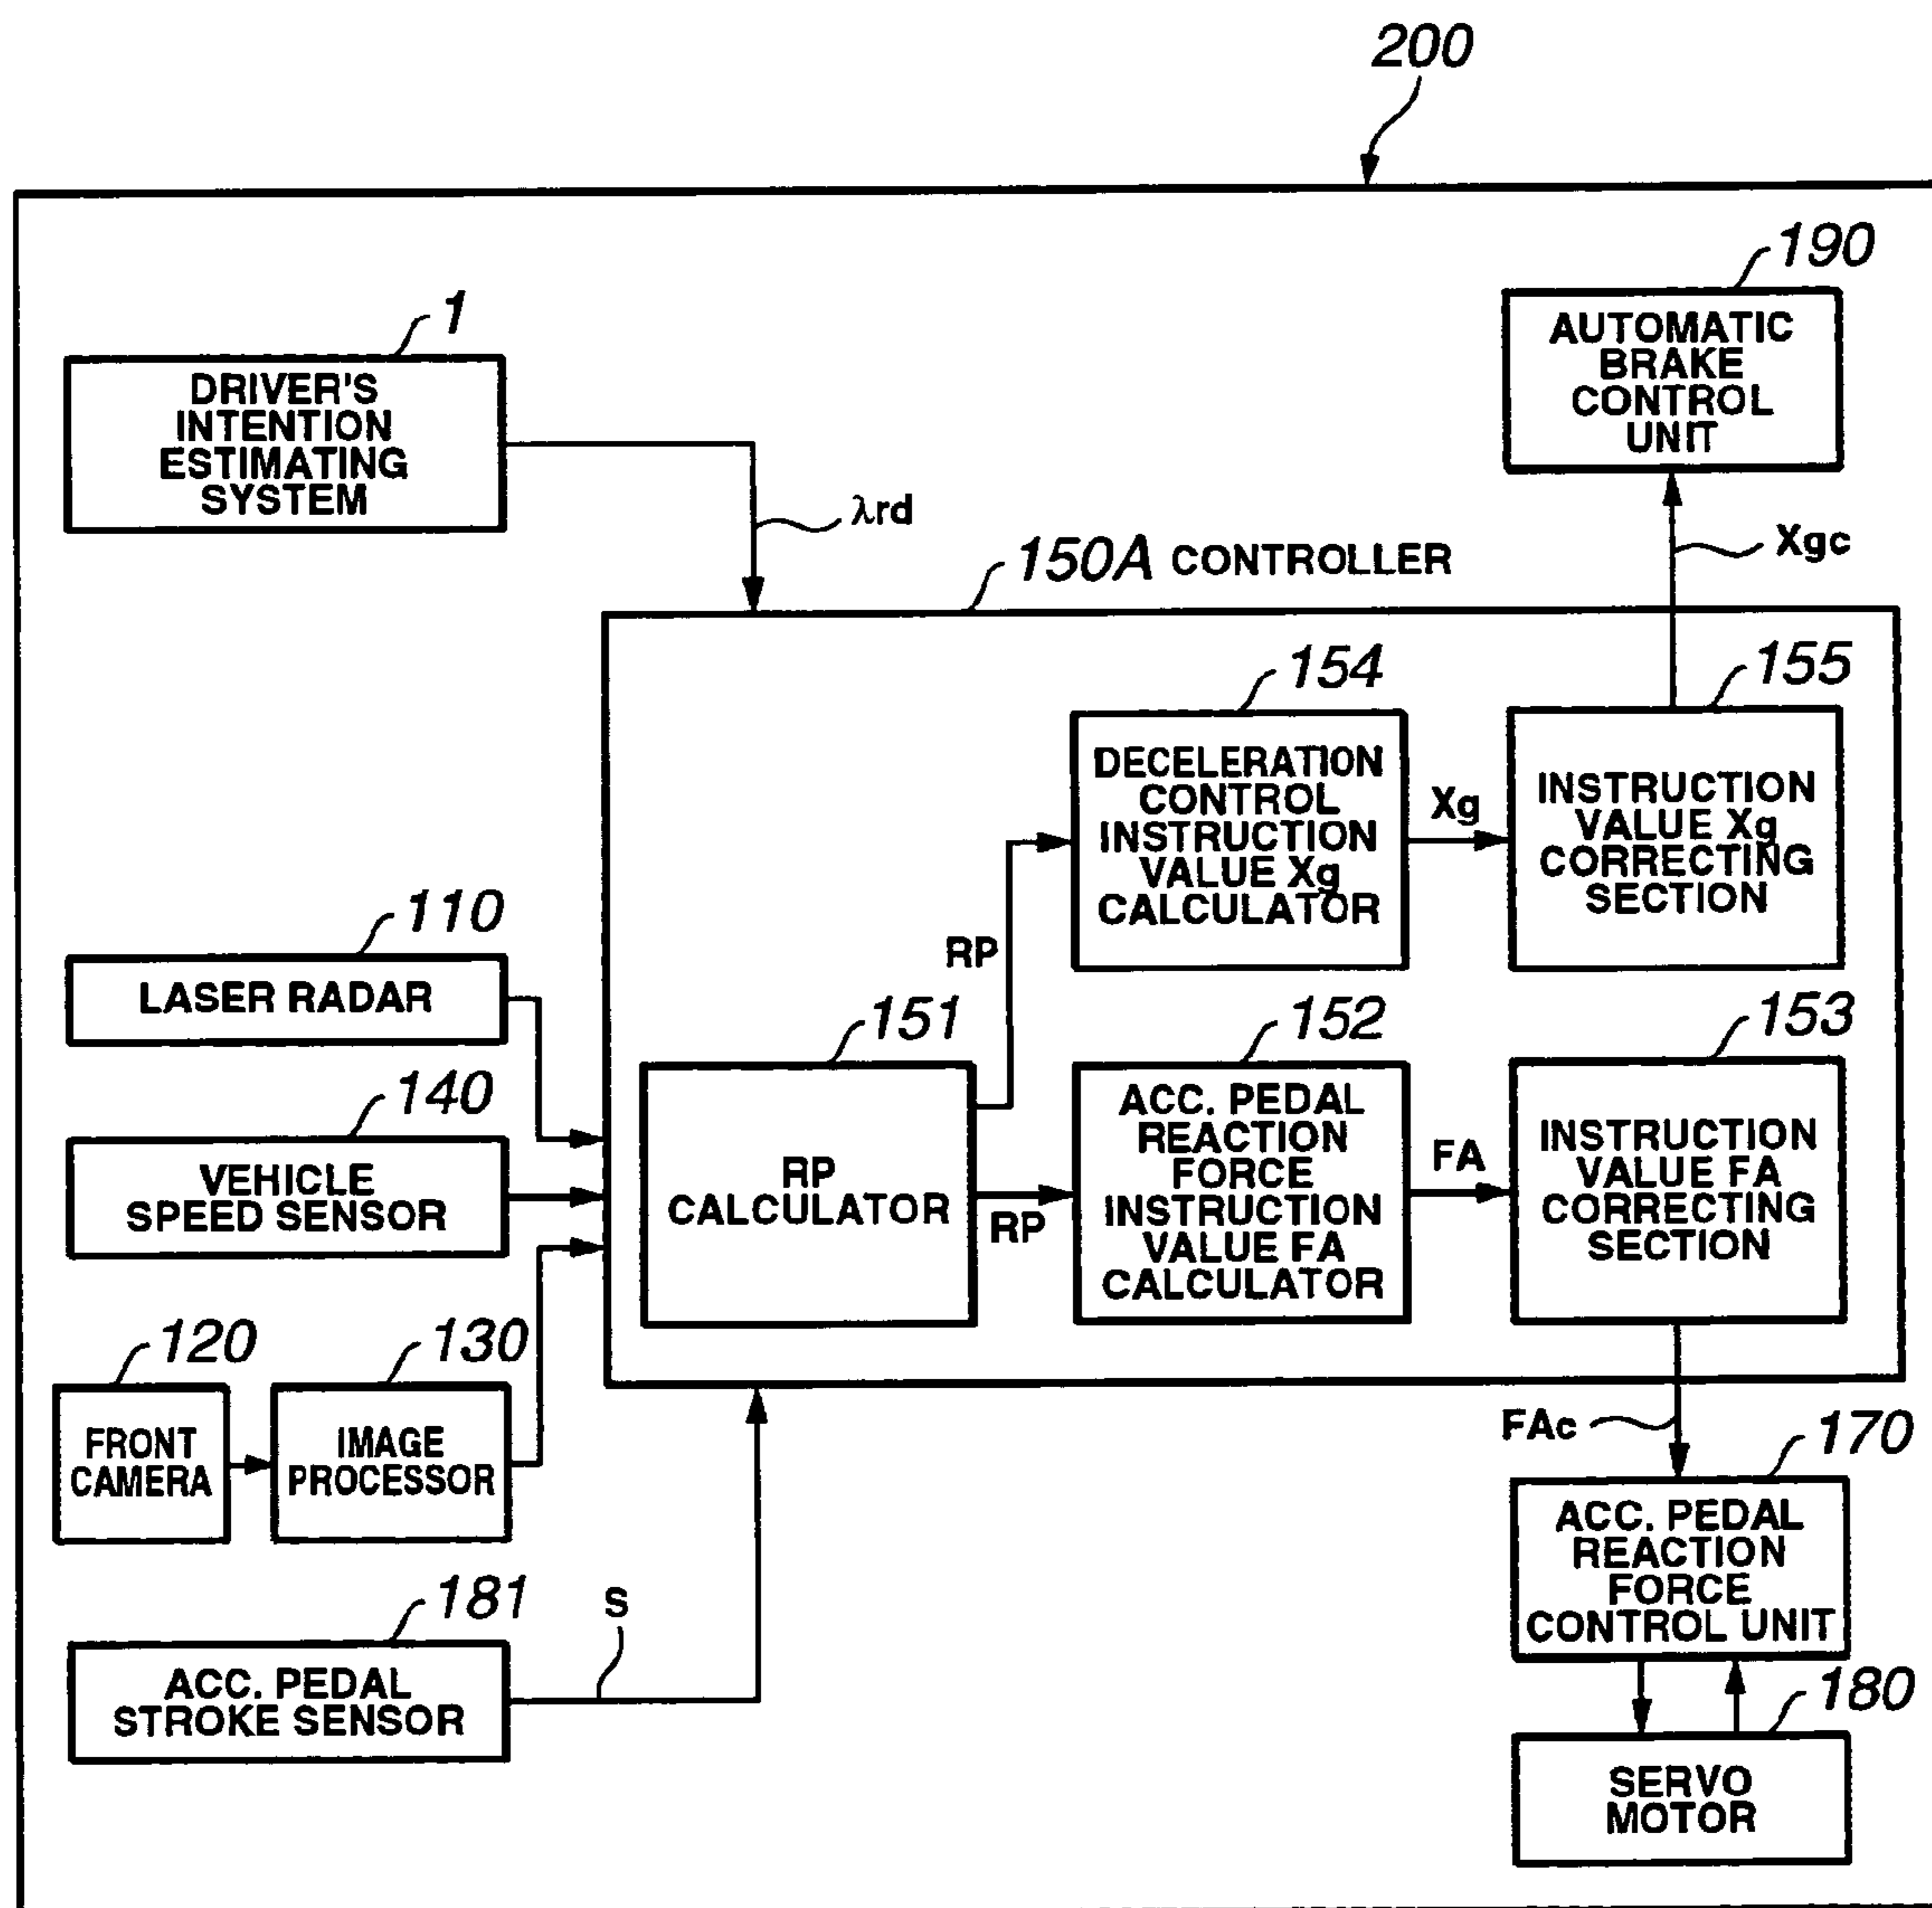 200
190
AUTOMATIC
BRAKE
CONTROL
UNIT
1
DRIVER'S
INTENTION
ESTIMATING
SYSTEM
λrd
Xgc
150A CONTROLLER
154
DECELERATION
CONTROL
INSTRUCTION
VALUE Xg
CALCULATOR
Xg
155
INSTRUCTION
VALUE Xg
CORRECTING
SECTION
RP
110
LASER RADAR
151
RP
CALCULATOR
RP
152
ACC. PEDAL
REACTION
FORCE
INSTRUCTION
VALUE FA
CALCULATOR
FA
153
INSTRUCTION
VALUE FA
CORRECTING
SECTION
140
VEHICLE
SPEED SENSOR
120
FRONT
CAMERA
130
IMAGE
PROCESSOR
FAc
170
ACC. PEDAL
REACTION
FORCE
CONTROL UNIT
181
ACC. PEDAL
STROKE SENSOR
S
180
SERVO
MOTOR